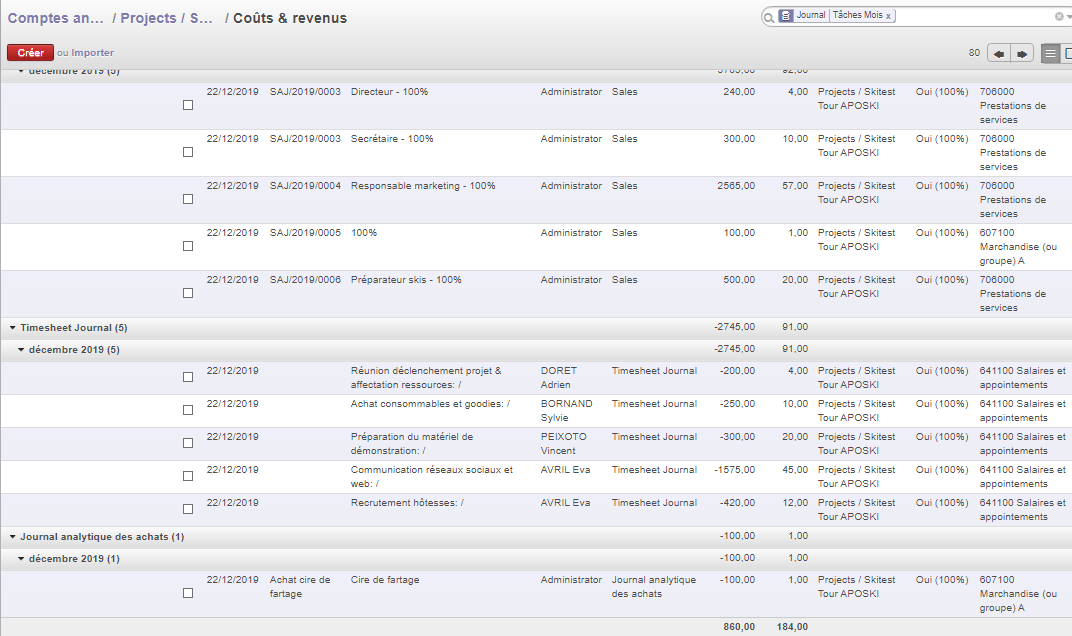 Comptes an... / Projects / S... / Coûts & revenus
Journal Tâches Mois x
Créer ou Importer
80
décembre 2019 (5) 3705,00 92,00
22/12/2019 SAJ/2019/0003 Directeur - 100% Administrator Sales 240,00 4,00 Projects / Skitest Oui (100%) 706000
Tour APOSKI Prestations de
services
22/12/2019 SAJ/2019/0003 Secrétaire - 100% Administrator Sales 300,00 10,00 Projects / Skitest Oui (100%) 706000
Tour APOSKI Prestations de
services
22/12/2019 SAJ/2019/0004 Responsable marketing - 100% Administrator Sales 2565,00 57,00 Projects / Skitest Oui (100%) 706000
Tour APOSKI Prestations de
services
22/12/2019 SAJ/2019/0005 100% Administrator Sales 100,00 1,00 Projects / Skitest Oui (100%) 607100
Tour APOSKI Marchandise (ou
groupe) A
22/12/2019 SAJ/2019/0006 Préparateur skis - 100% Administrator Sales 500,00 20,00 Projects / Skitest Oui (100%) 706000
Tour APOSKI Prestations de
services
Timesheet Journal (5) -2745,00 91,00
décembre 2019 (5) -2745,00 91,00
22/12/2019 Réunion déclenchement projet & DORET Timesheet Journal -200,00 4,00 Projects / Skitest Oui (100%) 641100 Salaires et
affectation ressources: / Adrien Tour APOSKI appointements
22/12/2019 Achat consommables et goodies: / BORNAND Timesheet Journal -250,00 10,00 Projects / Skitest Oui (100%) 641100 Salaires et
Sylvie Tour APOSKI appointements
22/12/2019 Préparation du matériel de PEIXOTO Timesheet Journal -300,00 20,00 Projects / Skitest Oui (100%) 641100 Salaires et
démonstration: / Vincent Tour APOSKI appointements
22/12/2019 Communication réseaux sociaux et AVRIL Eva Timesheet Journal -1575,00 45,00 Projects / Skitest Oui (100%) 641100 Salaires et
web: / Tour APOSKI appointements
22/12/2019 Recrutement hôtesses: / AVRIL Eva Timesheet Journal -420,00 12,00 Projects / Skitest Oui (100%) 641100 Salaires et
Tour APOSKI appointements
Journal analytique des achats (1) -100,00 1,00
décembre 2019 (1) -100,00 1,00
22/12/2019 Achat cire de Cire de fartage Administrator Journal analytique -100,00 1,00 Projects / Skitest Oui (100%) 607100
fartage des achats Tour APOSKI Marchandise (ou
groupe) A
860,00 184,00